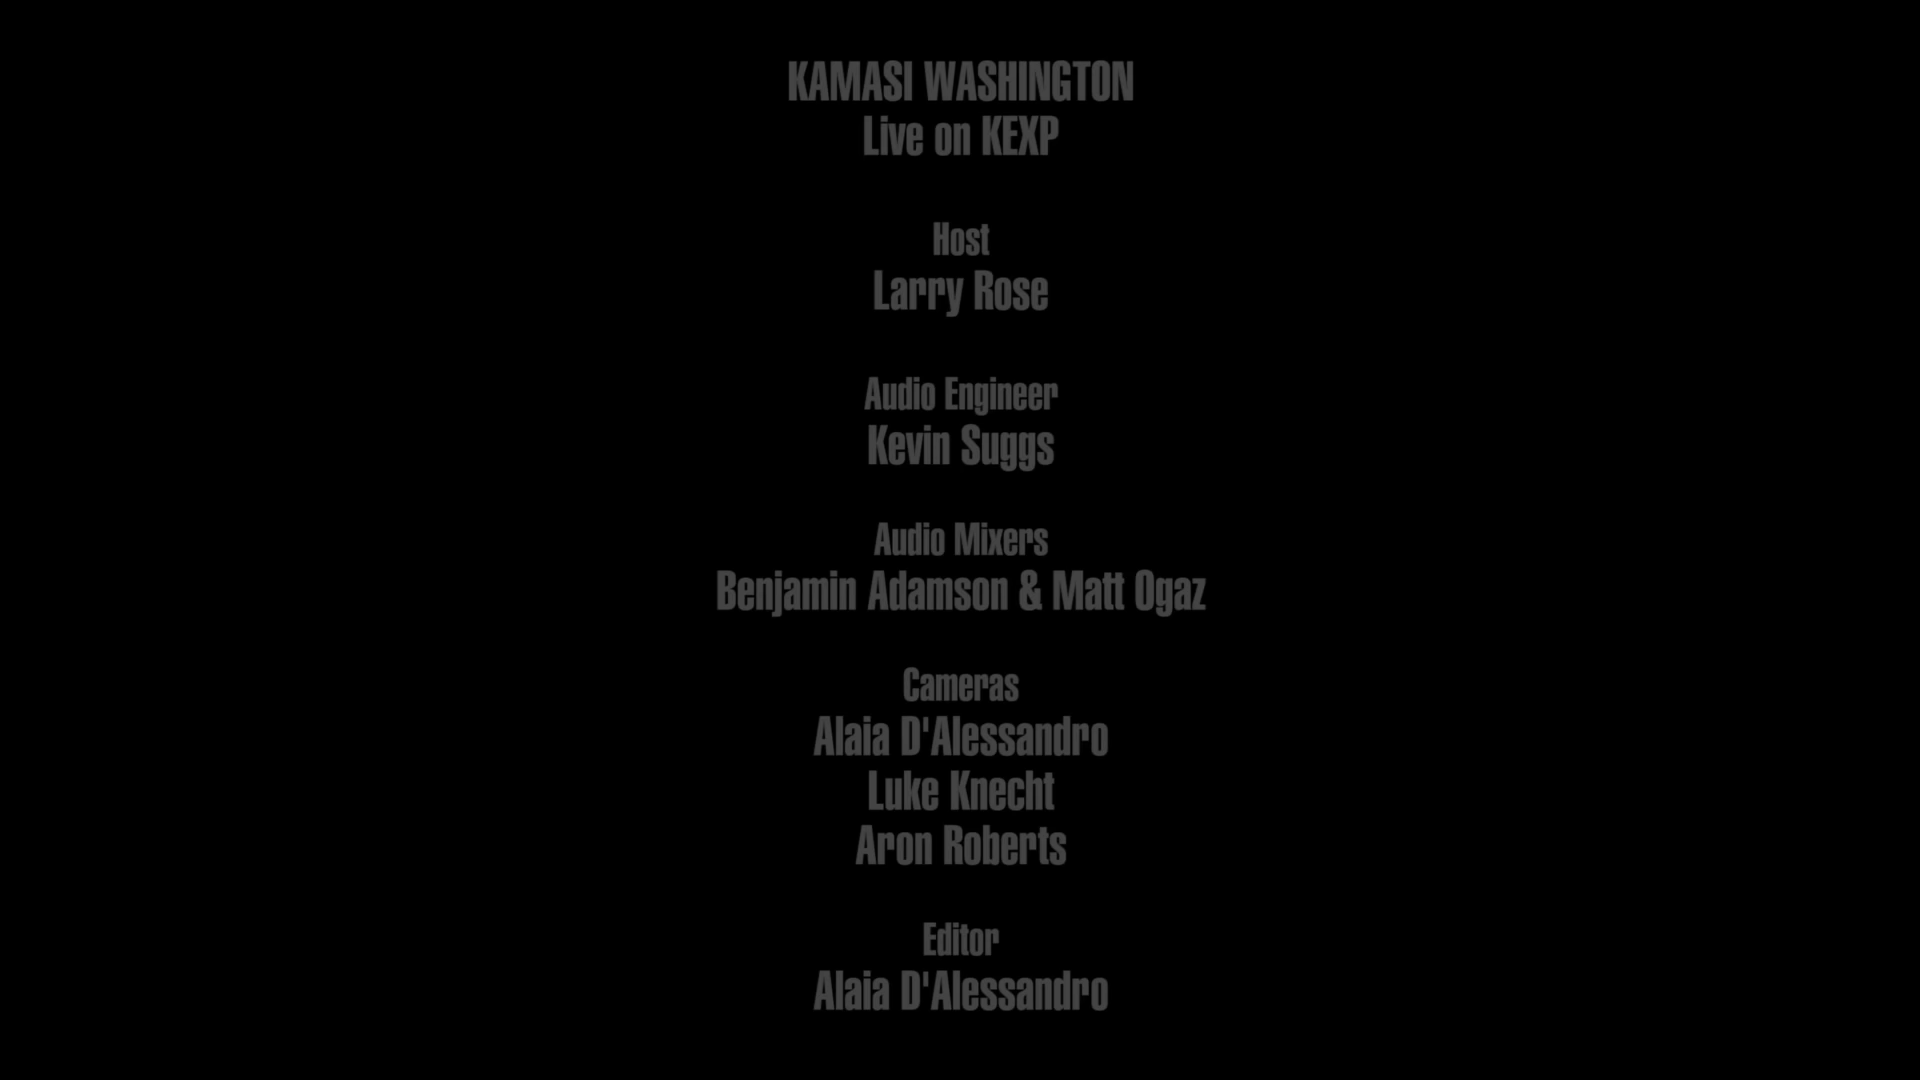 KAMASI WASHINGTON
Live on KEXP
Host
Larry Rose
Audio Engineer
Kevin Suggs
Audio Mixers
Benjamin Adamson & Matt Ogaz
Cameras
Alaia D'Alessandro
Luke Knecht
Aron Roberts
Editor
Alaia D'Alessandro